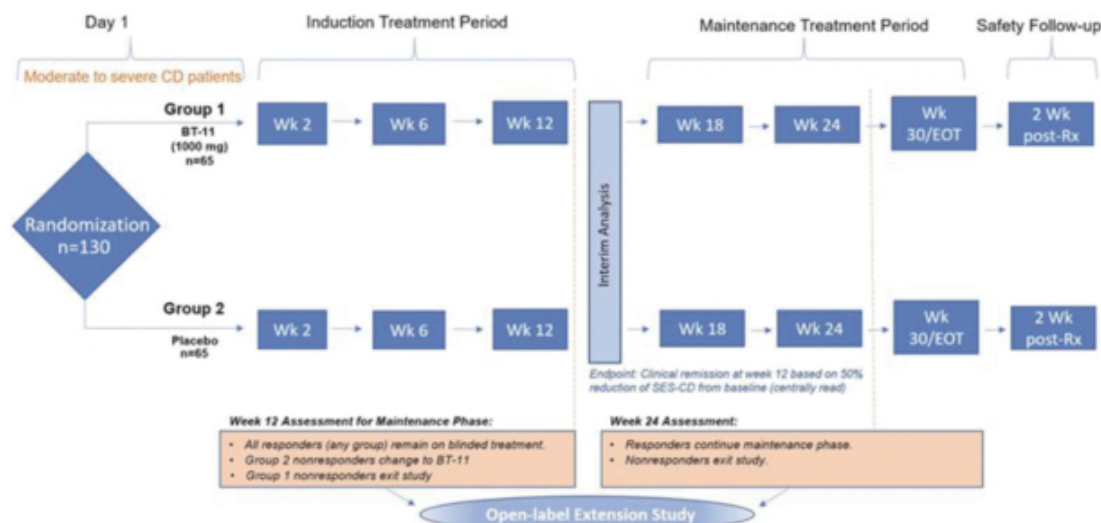 Day 1
Induction Treatment Period
Maintenance Treatment Period
Safety Follow-up
Moderate to severe CD patients
Group 1
BT-11
(1000 mg)
n=65
Wk 2
Wk 6
Wk 12
Wk 18
Wk 24
Wk
30/EOT
2 Wk
post-Rx
Randomization
n=130
Interim Analysis
Group 2
Placebo
n=65
Wk 2
Wk 6
Wk 12
Wk 18
Wk 24
Wk
30/EOT
2 Wk
post-Rx
Endpoint: Clinical remission at week 12 based on 50%
reduction of SES-CD from baseline (centrally read)
Week 12 Assessment for Maintenance Phase:
• All responders (any group) remain on blinded treatment.
• Group 2 nonresponders change to BT-11
• Group 1 nonresponders exit study
Week 24 Assessment:
• Responders continue maintenance phase.
• Nonresponders exit study.
Open-label Extension Study